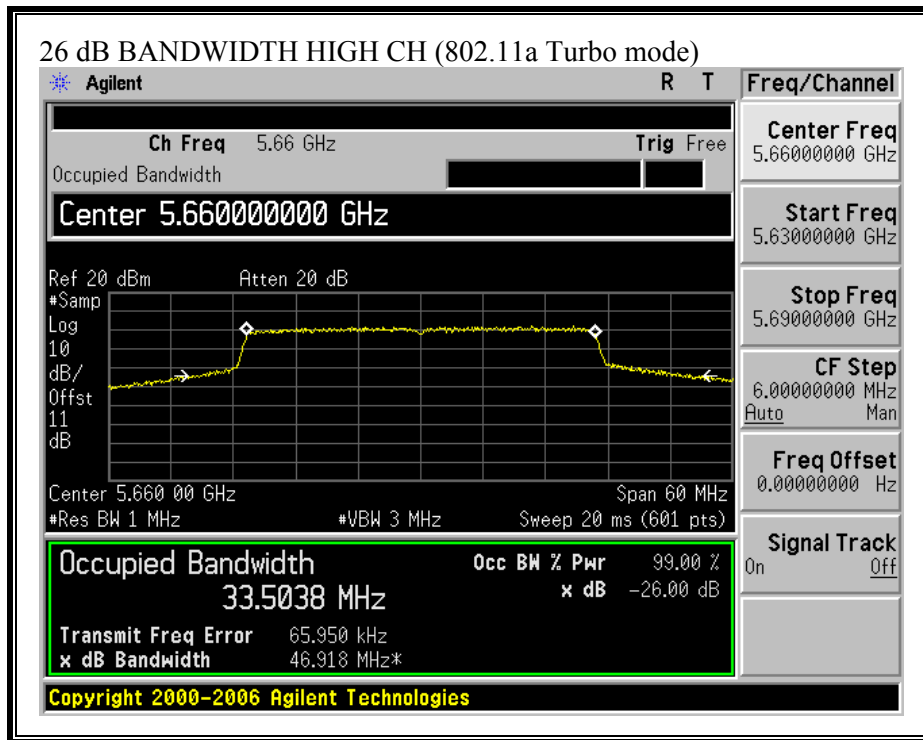 26 dB BANDWIDTH HIGH CH (802.11a Turbo mode)
Agilent R T
Ch Freq 5.66 GHz Trig Free
Occupied Bandwidth
Center 5.660000000 GHz
Ref 20 dBm Atten 20 dB
#Samp
Log
10
dB/
Offst
11
dB
Center 5.660 00 GHz Span 60 MHz
#Res BW 1 MHz #VBW 3 MHz Sweep 20 ms (601 pts)
Occupied Bandwidth Occ BW % Pwr 99.00 %
33.5038 MHz x dB -26.00 dB
Transmit Freq Error 65.950 kHz
x dB Bandwidth 46.918 MHz*
Copyright 2000-2006 Agilent Technologies
Freq/Channel
Center Freq
5.66000000 GHz
Start Freq
5.63000000 GHz
Stop Freq
5.69000000 GHz
CF Step
6.00000000 MHz
Auto Man
Freq Offset
0.00000000 Hz
Signal Track
On Off